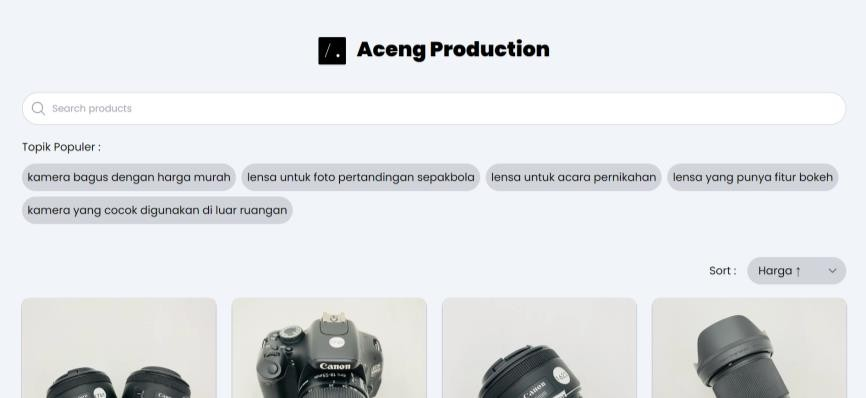 /.
Aceng Production
Search products
Topik Populer :
kamera bagus dengan harga murah
lensa untuk foto pertandingan sepakbola
lensa untuk acara pernikahan
lensa yang punya fitur bokeh
kamera yang cocok digunakan di luar ruangan
Sort :
Harga ↑
Canon
Canon